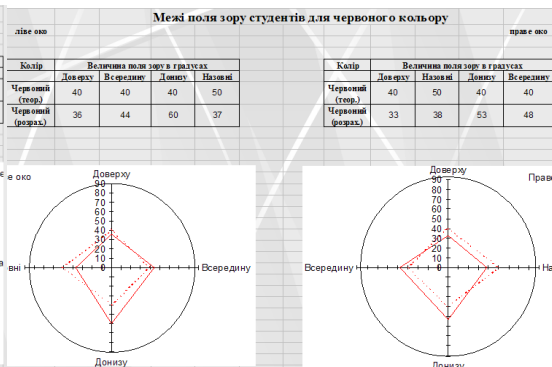 Межі поля зору студентів для червоного кольору
ліве око
праве око
Колір Величина поля зору в градусах
Доверху Всередину Донизу Назовні
Червоний (теор.) 40 40 40 50
Червоний (розрах.) 36 44 60 37
Колір Величина поля зору в градусах
Доверху Назовні Донизу Всередину
Червоний (теор.) 40 50 40 40
Червоний (розрах.) 33 38 53 48
е око
Доверху
90
80
70
60
50
40
30
20
10
0
вні
Всередину
Донизу
Прав
Доверху
90
80
70
60
50
40
30
20
10
0
Всередину
На
Донизу